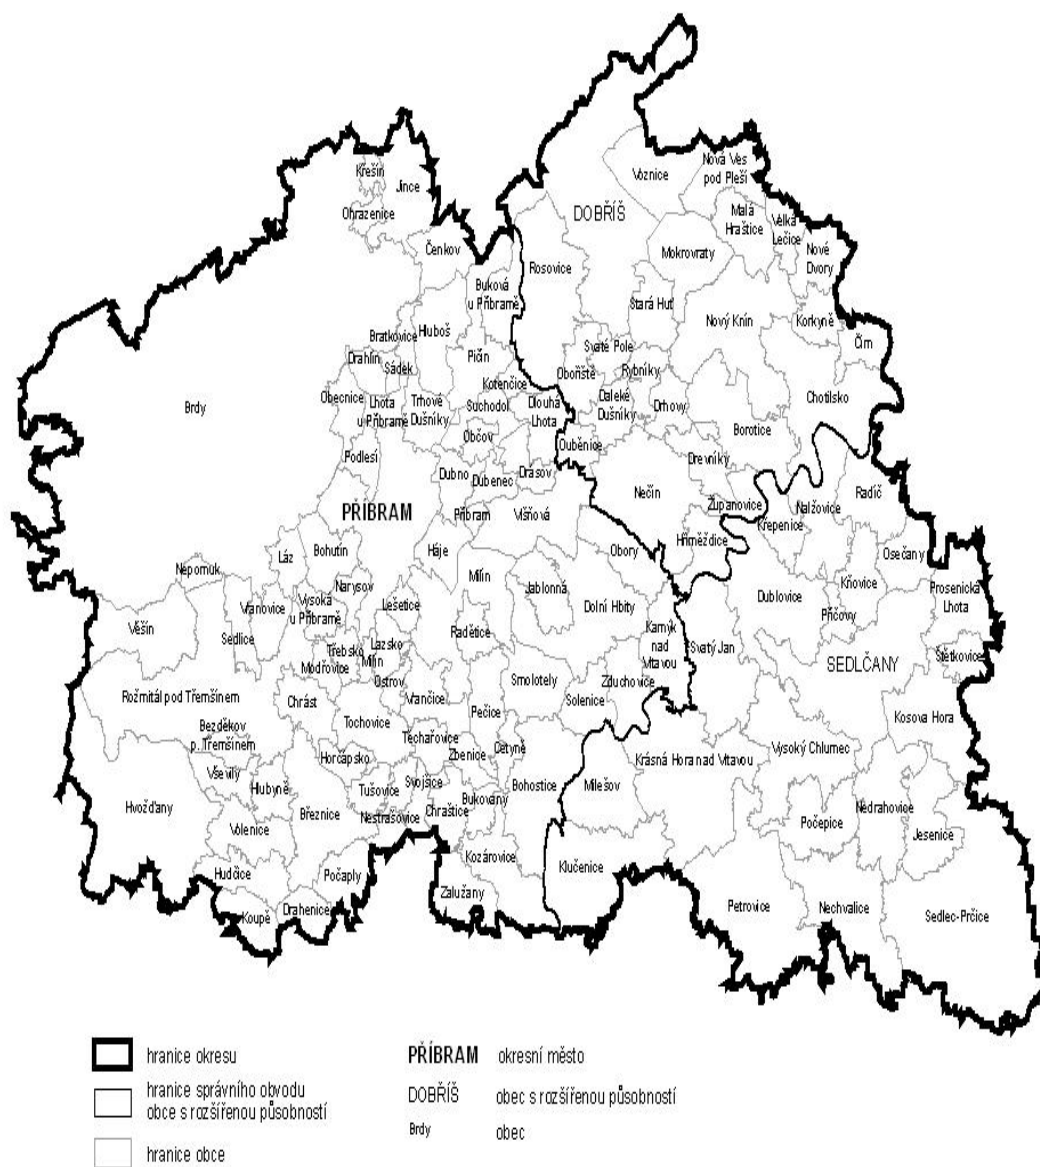 Křešín
Jince
Ohrazenice
Čenkov
Voznice
Nová Ves
pod Pleší
DOBŘÍŠ
Malá
Hraštice
Velká
Lečice
Mokrovraty
Nové
Dvory
Rosovice
Buková
u Příbramě
Stará Huť
Nový Knín
Korkyně
Čim
Bratkovice
Hluboš
Drahlín
Sádek
Pičín
Kotenčice
Svaté Pole
Obořiště
Rybníky
Chotilsko
Brdy
Obecnice
Lhota
u Příbramě
Trhové
Dušníky
Suchodol
Dlouhá
Lhota
Daleké
Dušníky
Drhovy
Borotice
Občov
Ouběnice
Podlesí
Dubno
Dubenec
Drásov
Drevníky
Nečín
Radíč
PŘÍBRAM
Příbram
Višňová
Županovice
Nalžovice
Křepenice
Hříměždice
Láz
Bohutín
Háje
Obory
Osečany
Nepomuk
Narysov
Milín
Jablonná
Kňovice
Prosenická
Lhota
Vranovice
Vysoká
u Příbramě
Lešetice
Dolní Hbity
Dublovice
Příčovy
Věšín
Sedlice
Radětice
Kamýk
nad
Vltavou
Svatý Jan
Třebsko
Lazsko
Milín
Modřovice
Ostrov
SEDLČANY
Štětkovice
Rožmitál pod Třemšínem
Chrást
Vrančice
Smolotely
Solenice
Zduchovice
Kosova Hora
Tochovice
Pečice
Bezděkov
p. Třemšínem
Těchařovice
Zbenice
Cetyně
Horčápsko
Krásná Hora nad Vltavou
Vysoký Chlumec
Vševily
Hlubyně
Tušovice
Svojšice
Bohostice
Milešov
Hvožďany
Březnice
Nestrašovice
Chraštice
Bukovany
Volenice
Počepice
Nedrahovice
Jesenice
Kozárovice
Hudčice
Počaply
Klučenice
Zalužany
Koupě
Drahenice
Petrovice
Nechvalice
Sedlec-Prčice
hranice okresu
hranice správního obvodu
obce s rozšířenou působností
hranice obce
PŘÍBRAM okresní město
DOBŘÍŠ obec s rozšířenou působností
Brdy obec